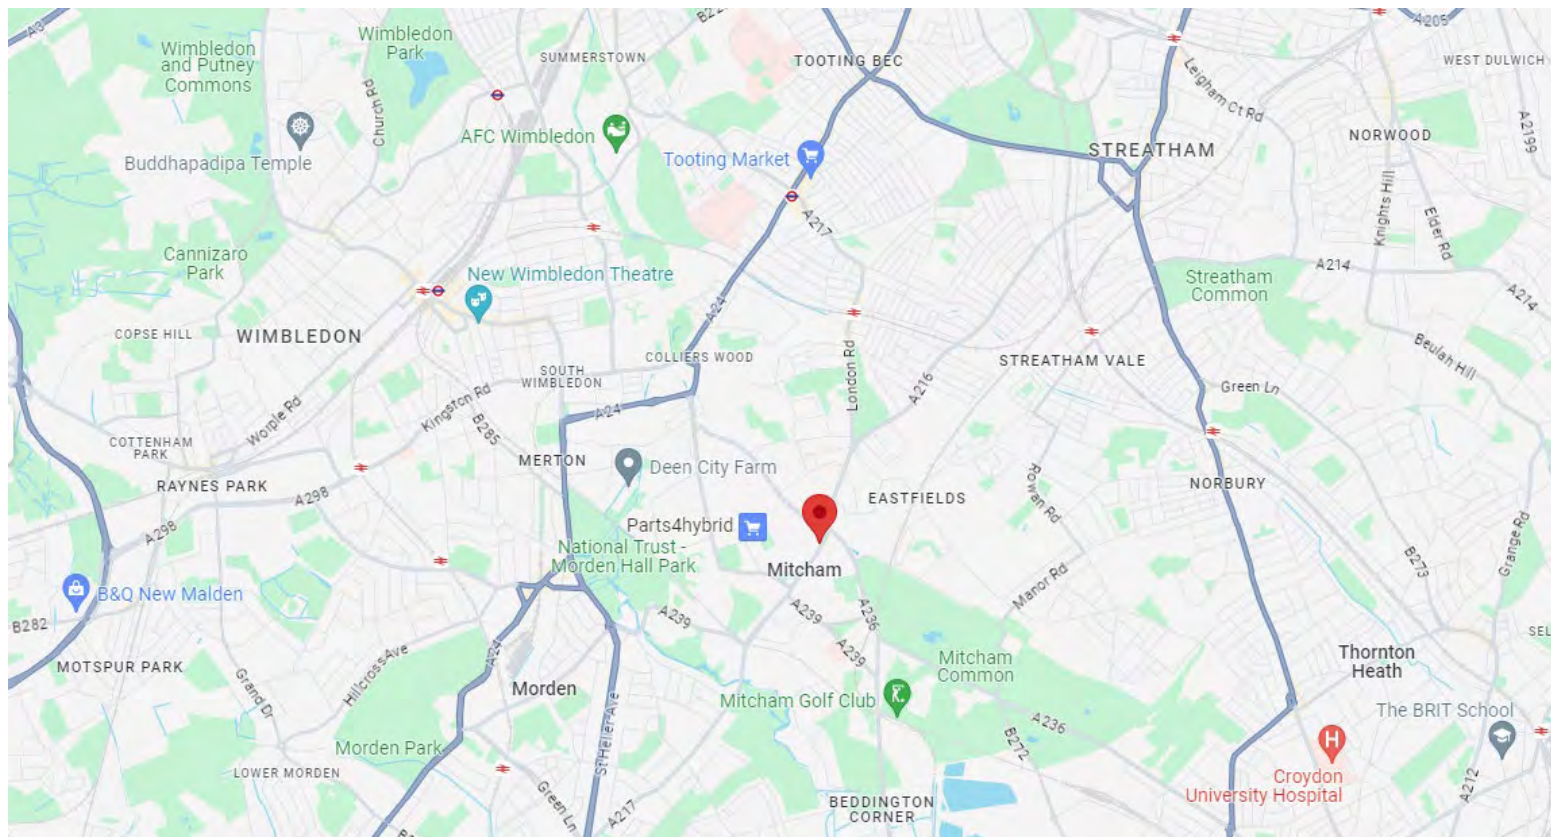 A3
Wimbledon
and Putney
Commons
Wimbledon
Park
Church Rd
SUMMERSTOWN
TOOTING BEC
A205
WEST DULWICH
Leigham Ct Rd
A2199
NORWOOD
Buddhapadipa Temple
AFC Wimbledon
Tooting Market
STREATHAM
A217
Knights Hill
Elder Rd
Cannizaro
Park
New Wimbledon Theatre
A24
A214
A214
Streatham
Common
COPSE HILL
WIMBLEDON
COLLIERS WOOD
London Rd
STREATHAM VALE
Beulah Hill
SOUTH
WIMBLEDON
A216
Green Ln
Kingston Rd
Worple Rd
A24
B285
COTTENHAM
PARK
MERTON
Deen City Farm
RAYNES PARK
A298
A298
EASTFIELDS
Rowan Rd
NORBURY
Parts4hybrid
National Trust -
Morden Hall Park
Mitcham
Grange Rd
B273
Manor Rd
B&Q New Malden
B282
A239
A239
A236
A239
MOTSPUR PARK
Hillcross Ave
A24
Grand Dr
Morden
Mitcham
Common
Thornton
Heath
Mitcham Golf Club
St Helier Ave
A236
B272
The BRIT School
Morden Park
LOWER MORDEN
Green Ln
A217
Croydon
University Hospital
A212
BEDDINGTON
CORNER